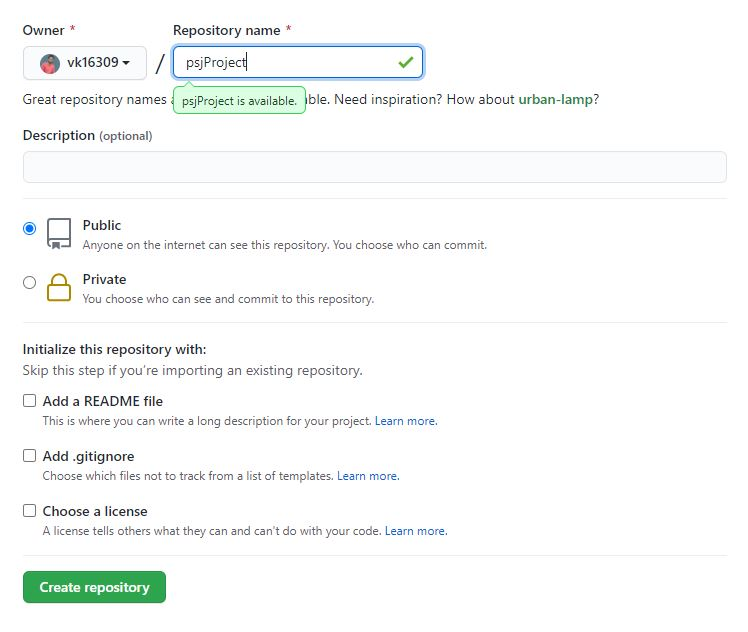 Owner * Repository name *
vk16309 / psjProject
Great repository names able. Need inspiration? How about urban-lamp?
psjProject is available.
Description (optional)
Public
Anyone on the internet can see this repository. You choose who can commit.
Private
You choose who can see and commit to this repository.
Initialize this repository with:
Skip this step if you're importing an existing repository.
Add a README file
This is where you can write a long description for your project. Learn more.
Add .gitignore
Choose which files not to track from a list of templates. Learn more.
Choose a license
A license tells others what they can and can't do with your code. Learn more.
Create repository